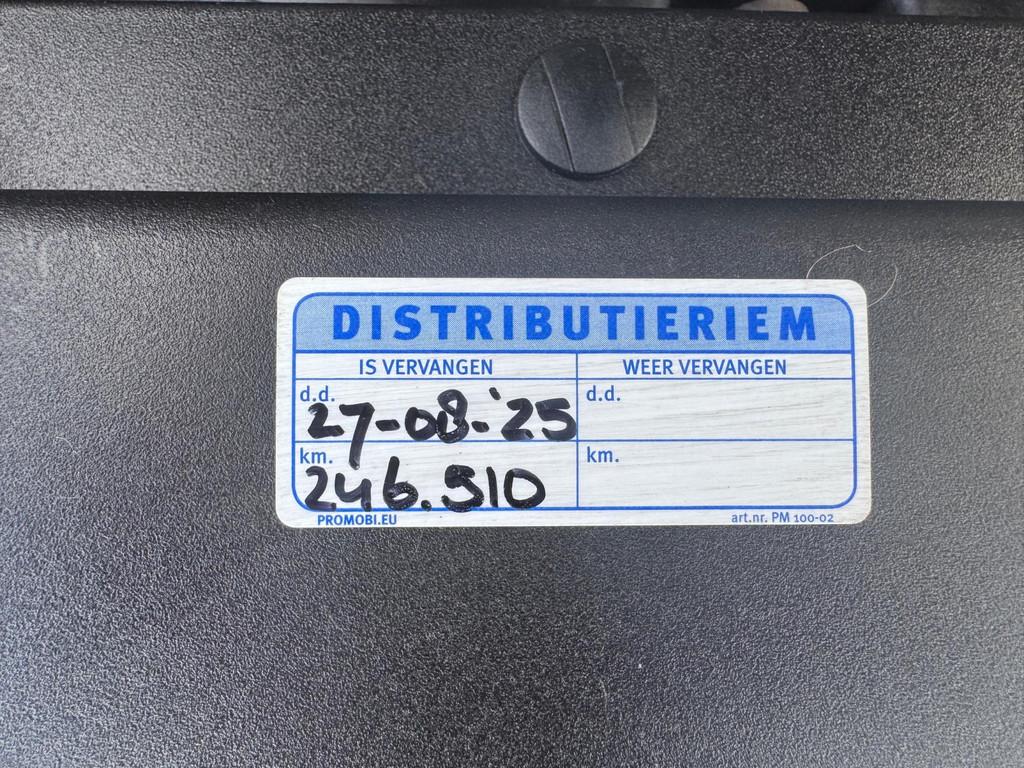 DISTRIBUTIERIEM
IS VERVANGEN WEER VERVANGEN
d.d. 27-08-'25 d.d.
km. 246.510 km.
PROMOBI.EU art.nr. PM 100-02